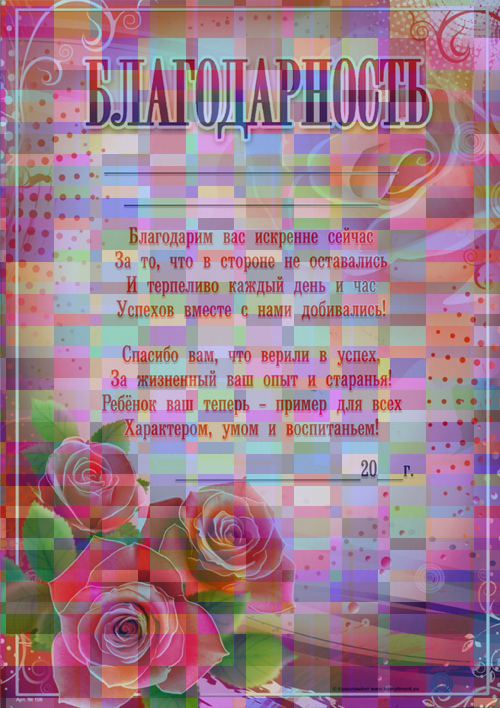 БЛАГОДАРНОСТЬ
Благодарим вас искренне сейчас
За то, что в стороне не оставались
И терпеливо каждый день и час
Успехов вместе с нами добивались!
Спасибо вам, что верили в успех,
За жизненный ваш опыт и старанья!
Ребёнок ваш теперь - пример для всех
Характером, умом и воспитаньем!
20 г.
Арт. №